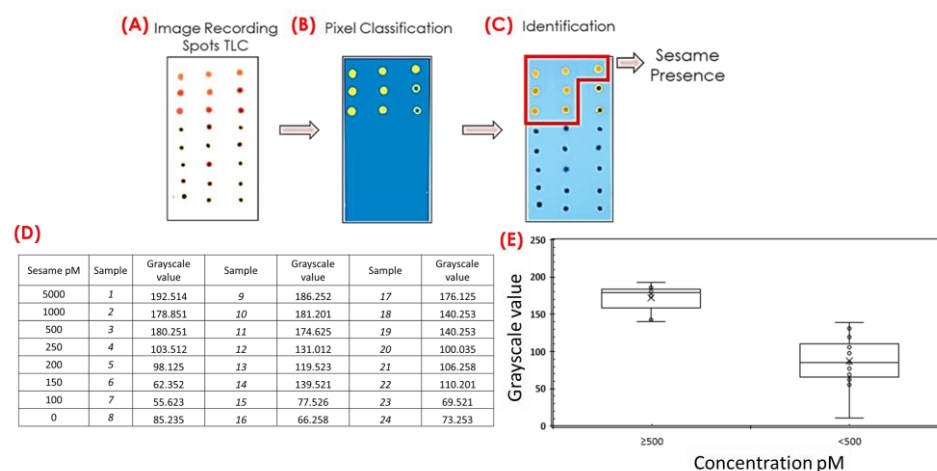 (A) Image Recording
Spots TLC
(B) Pixel Classification
(C) Identification
Sesame
Presence
(D)
Sesame pM Sample Grayscale value Sample Grayscale value Sample Grayscale value
5000 1 192.514 9 186.252 17 176.125
1000 2 178.851 10 181.201 18 140.253
500 3 180.251 11 174.625 19 140.253
250 4 103.512 12 131.012 20 100.035
200 5 98.125 13 119.523 21 106.258
150 6 62.352 14 139.521 22 110.201
100 7 55.623 15 77.526 23 69.521
0 8 85.235 16 66.258 24 73.253
(E)
Grayscale value
250
200
150
100
50
0
≥500 <500
Concentration pM